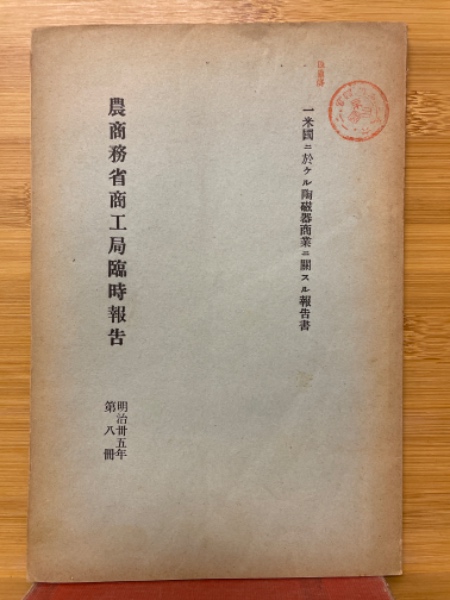 一米國ニ於ケル陶磁器商業ニ關スル報告書
農商務省商工局臨時報告
明治卅五年
第八冊